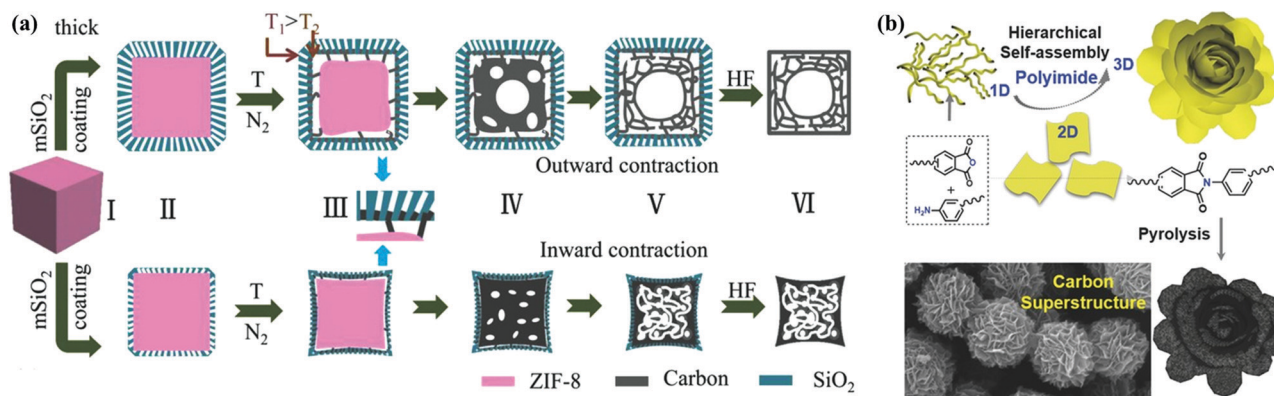 (a)
thick
mSiO₂
coating
T₁>T₂
T
N₂
HF
Outward contraction
I
II
III
IV
V
VI
Inward contraction
mSiO₂
coating
T
N₂
HF
ZIF-8
Carbon
SiO₂
(b)
Hierarchical
Self-assembly
Polyimide
1D
3D
2D
O
O
O
+
H₂N
O
N
O
Pyrolysis
Carbon
Superstructure